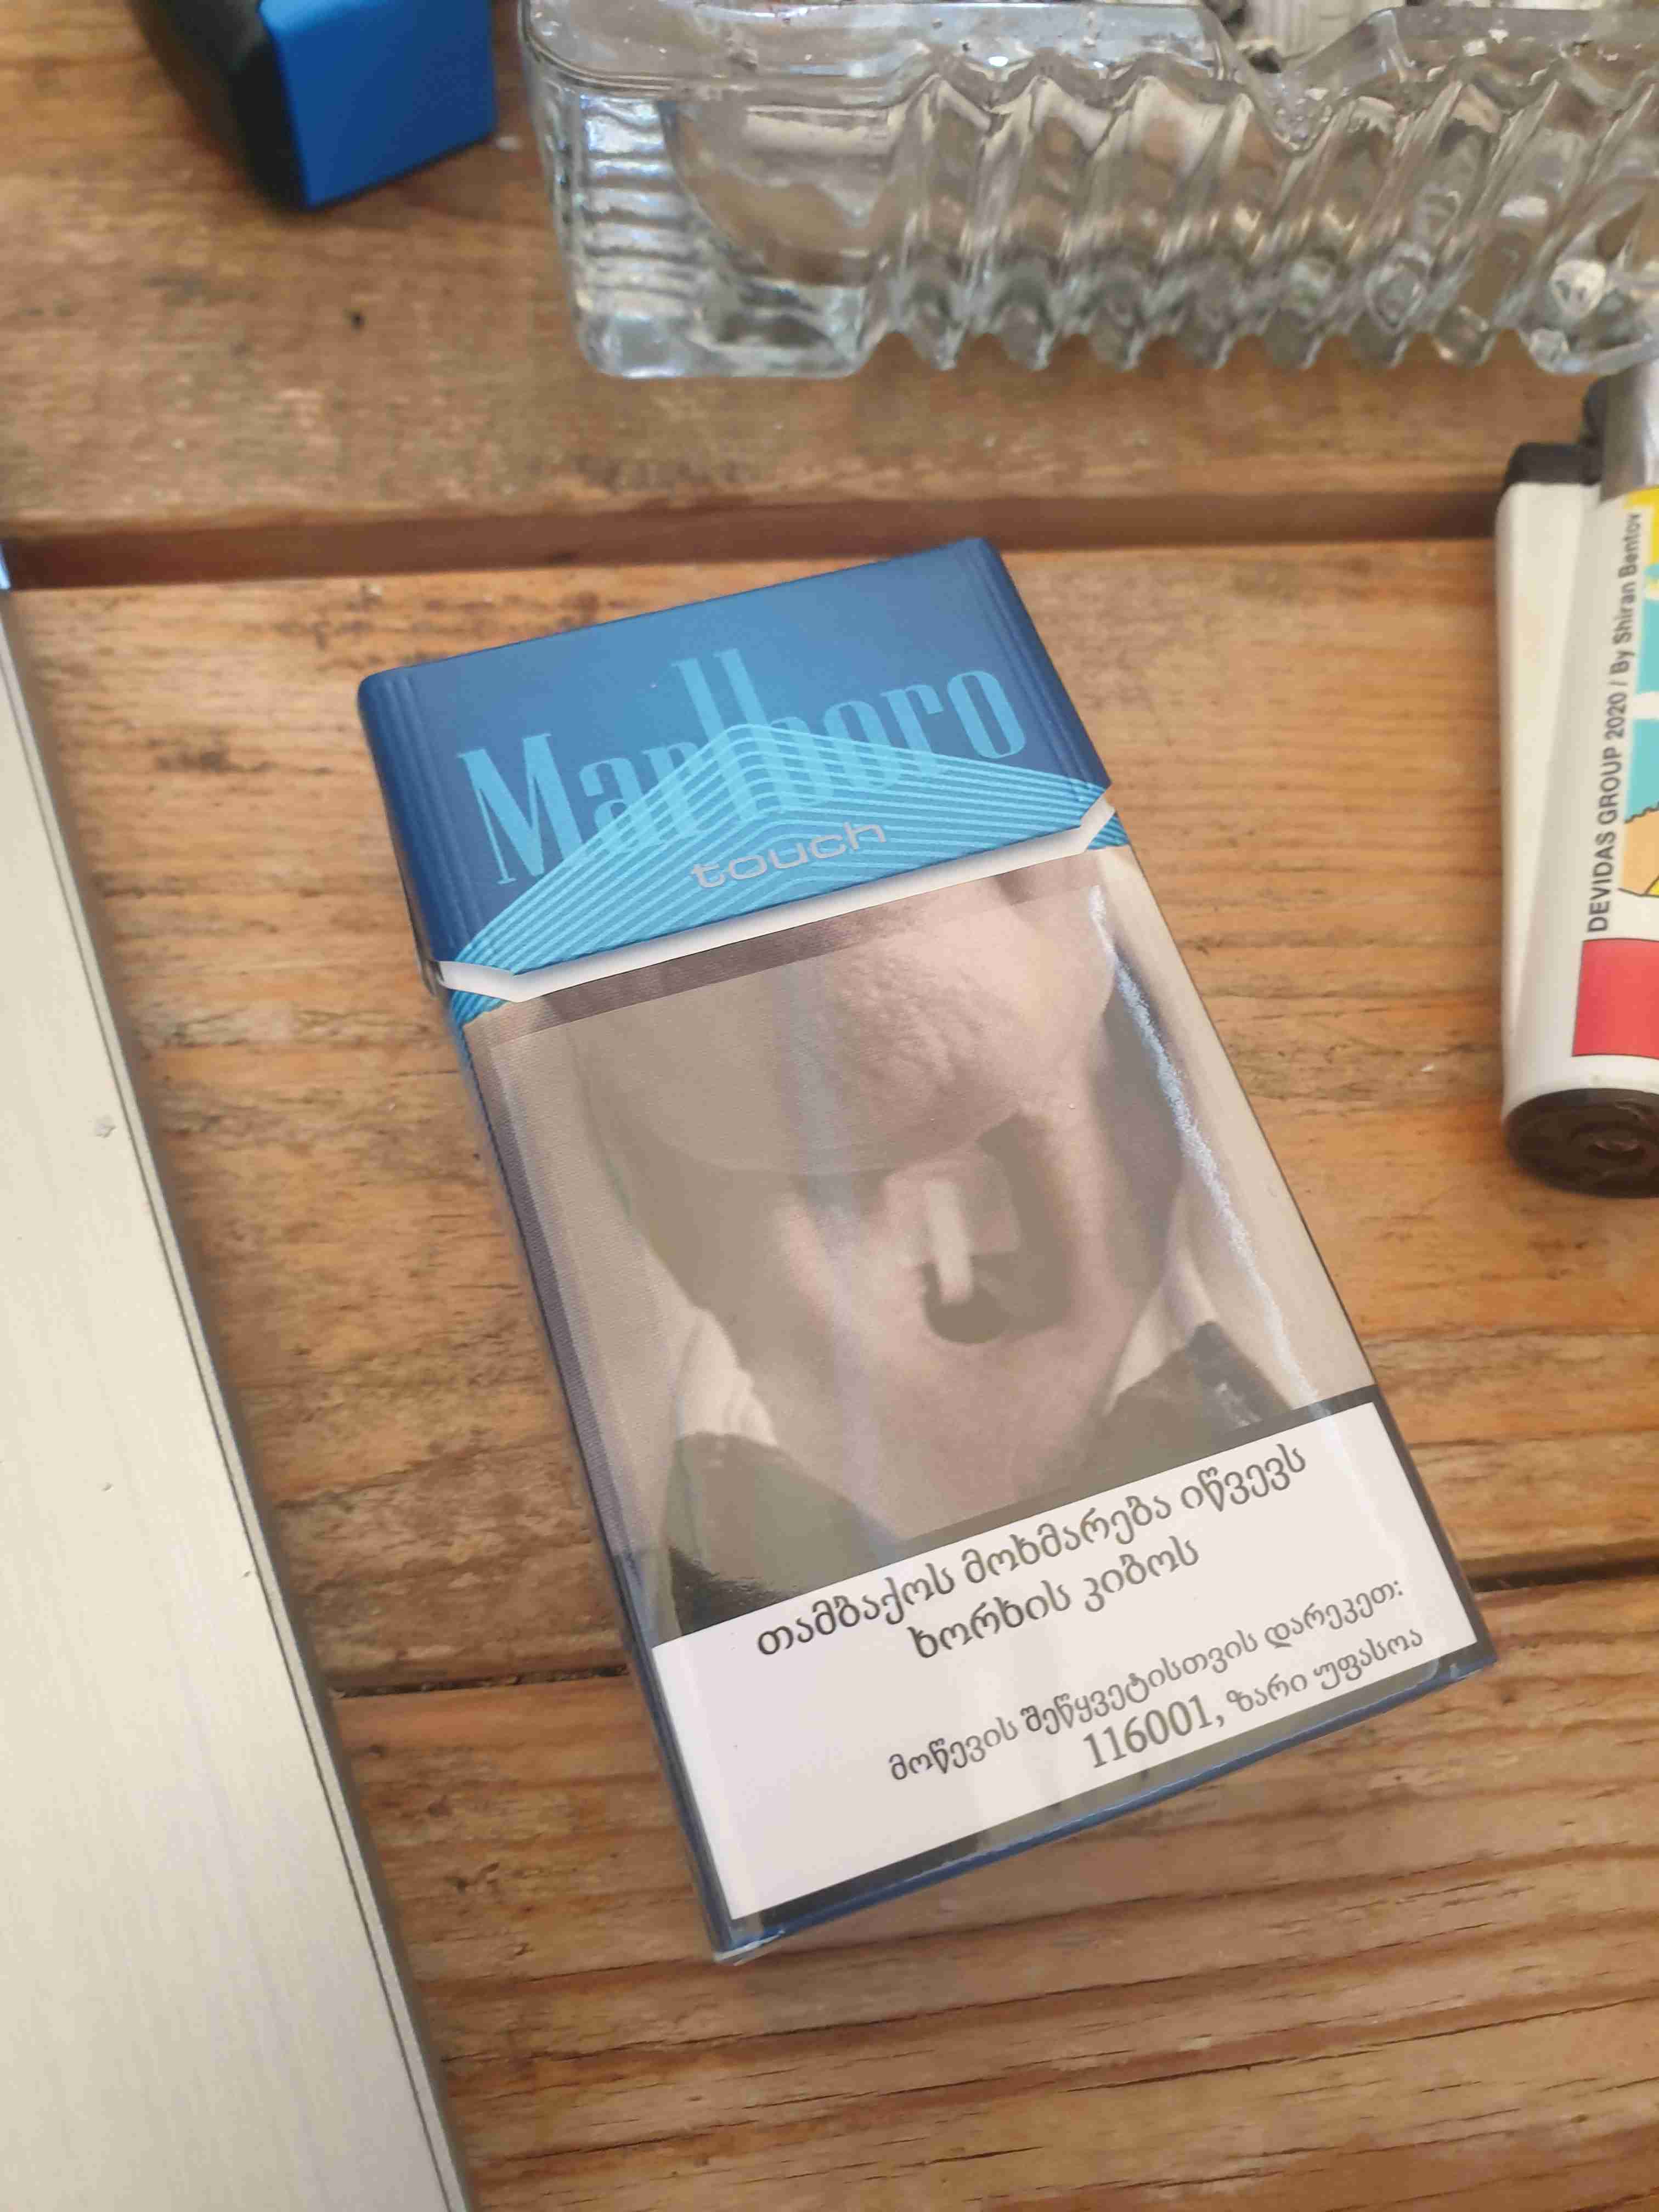 Marlboro
touch
თამბაქოს მოხმარება იწვევს
ხორხის კიბოს
მოწევის შეწყვეტისთვის დარეკეთ:
116001, ზარი უფასოა
DEVIDAS GROUP 2020 / By Shiran Bentov